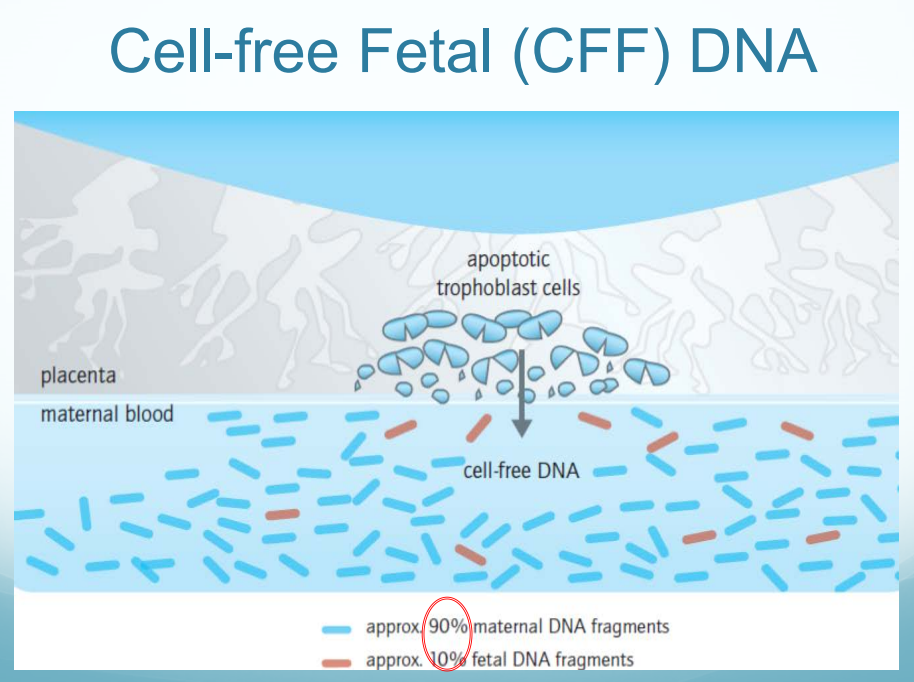 Cell-free Fetal (CFF) DNA
apoptotic
trophoblast cells
placenta
maternal blood
cell-free DNA
approx. 90% maternal DNA fragments
approx. 10% fetal DNA fragments